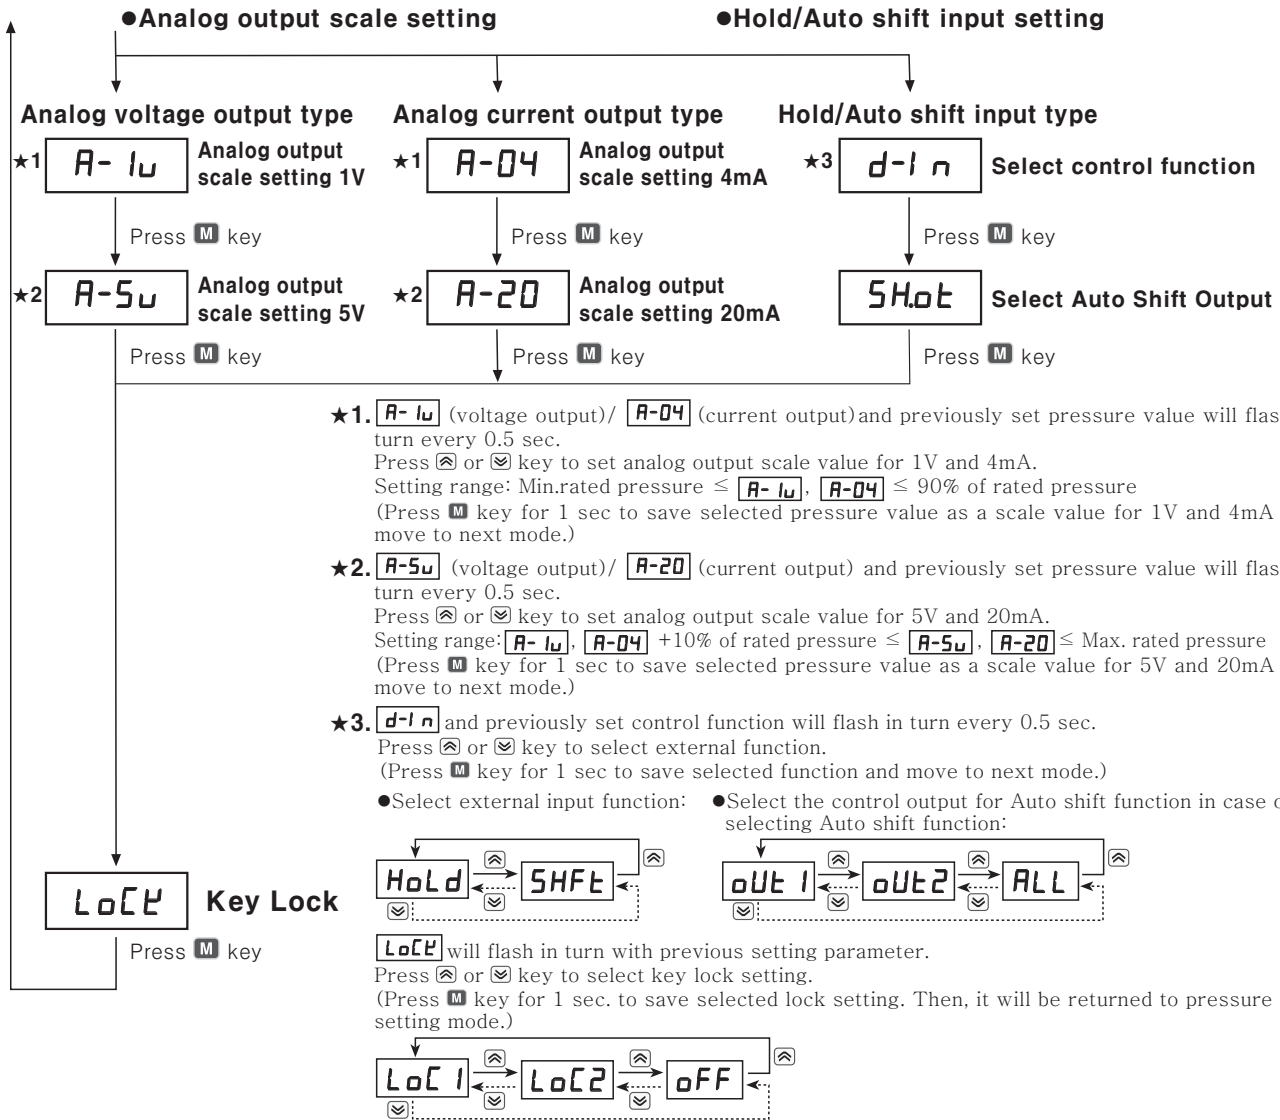 ●Analog output scale setting ●Hold/Auto shift input setting
Analog voltage output type Analog current output type Hold/Auto shift input type
★1 A-1v Analog output scale setting 1V
★1 A-04 Analog output scale setting 4mA
★3 d-In Select control function
Press M key Press M key Press M key
★2 A-5v Analog output scale setting 5V
★2 A-20 Analog output scale setting 20mA
SH.ot Select Auto Shift Output
Press M key Press M key Press M key
★1. A-1v (voltage output)/ A-04 (current output)and previously set pressure value will flas
turn every 0.5 sec.
Press or key to set analog output scale value for 1V and 4mA.
Setting range: Min.rated pressure ≤ A-1v, A-04 ≤ 90% of rated pressure
(Press M key for 1 sec to save selected pressure value as a scale value for 1V and 4mA
move to next mode.)
★2. A-5v (voltage output)/ A-20 (current output) and previously set pressure value will flas
turn every 0.5 sec.
Press or key to set analog output scale value for 5V and 20mA.
Setting range: A-1v, A-04 +10% of rated pressure ≤ A-5v, A-20 ≤ Max. rated pressure
(Press M key for 1 sec to save selected pressure value as a scale value for 5V and 20mA
move to next mode.)
★3. d-In and previously set control function will flash in turn every 0.5 sec.
Press or key to select external function.
(Press M key for 1 sec to save selected function and move to next mode.)
●Select external input function: ●Select the control output for Auto shift function in case o
selecting Auto shift function:
HoLd SHFt oUt1 oUt2 ALL
LoCK Key Lock
Press M key
LoCK will flash in turn with previous setting parameter.
Press or key to select key lock setting.
(Press M key for 1 sec. to save selected lock setting. Then, it will be returned to pressure
setting mode.)
LoC1 LoC2 oFF